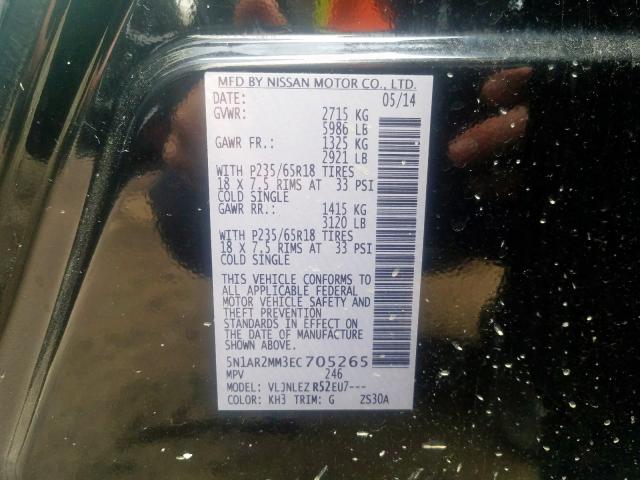 MFD BY NISSAN MOTOR CO., LTD.
DATE: 05/14
GVWR: 2715 KG
5986 LB
GAWR FR.: 1325 KG
2921 LB
WITH P235/65R18 TIRES
18 X 7.5 RIMS AT 33 PSI
COLD SINGLE
GAWR RR.: 1415 KG
3120 LB
WITH P235/65R18 TIRES
18 X 7.5 RIMS AT 33 PSI
COLD SINGLE
THIS VEHICLE CONFORMS TO
ALL APPLICABLE FEDERAL
MOTOR VEHICLE SAFETY AND
THEFT PREVENTION
STANDARDS IN EFFECT ON
THE DATE OF MANUFACTURE
SHOWN ABOVE.
5N1AR2MM3EC705265
MPV 246
MODEL: VLJNLEZ RS2EU7---
COLOR: KH3 TRIM: G ZS30A